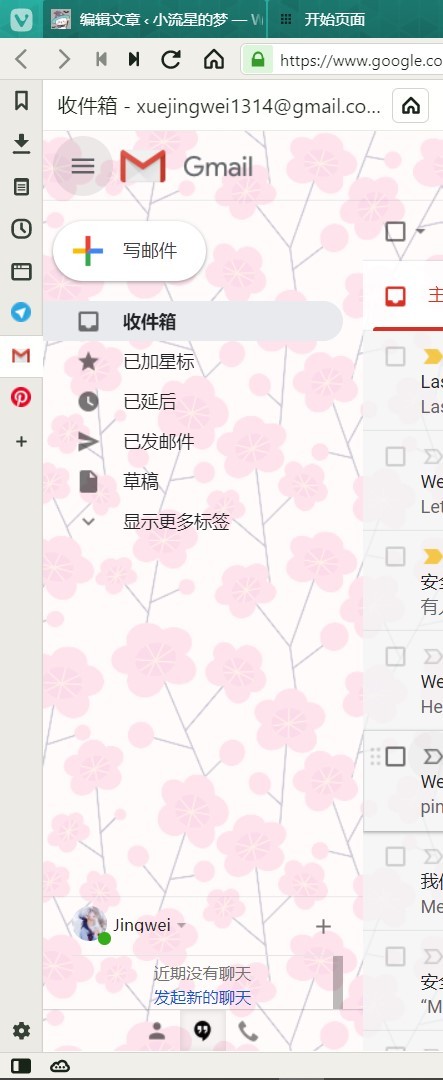 编辑文章 ‹ 小流星的梦 — W
开始页面
https://www.google.co
收件箱 - xuejingwei1314@gmail.co...
Gmail
写邮件
主
收件箱
已加星标
Las
Las
已延后
已发邮件
We
草稿
Let
显示更多标签
安全
有人
We
He
We
pin
我们
Me
Jingwei
安全
近期没有聊天
发起新的聊天
“M